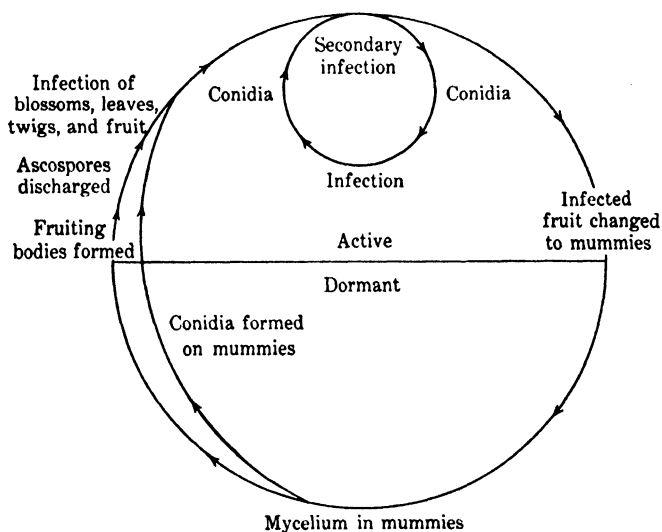 Secondary
infection
Infection of
blossoms, leaves,
twigs, and fruit
Conidia
Conidia
Ascospores
discharged
Infection
Infected
fruit changed
to mummies
Fruiting
bodies formed
Active
Dormant
Conidia formed
on mummies
Mycelium in mummies